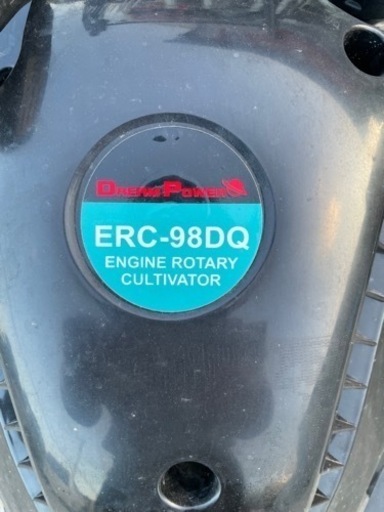 ERC-98DQ
ENGINE ROTARY
CULTIVATOR